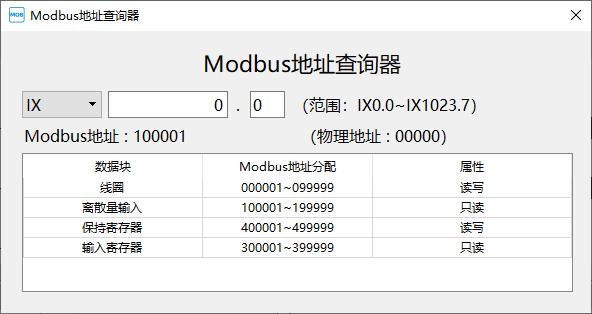 MOB Modbus地址查询器
Modbus地址查询器
IX 0 . 0 (范围：IX0.0~IX1023.7)
Modbus地址 : 100001 (物理地址 : 00000)
数据块 Modbus地址分配 属性
线圈 000001~099999 读写
离散量输入 100001~199999 只读
保持寄存器 400001~499999 读写
输入寄存器 300001~399999 只读